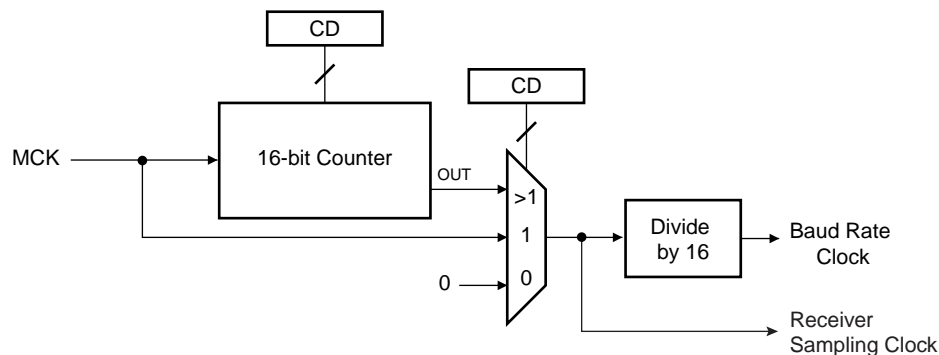 CD
CD
MCK
16-bit Counter
OUT
>1
1
0
0
Divide
by 16
Baud Rate
Clock
Receiver
Sampling Clock